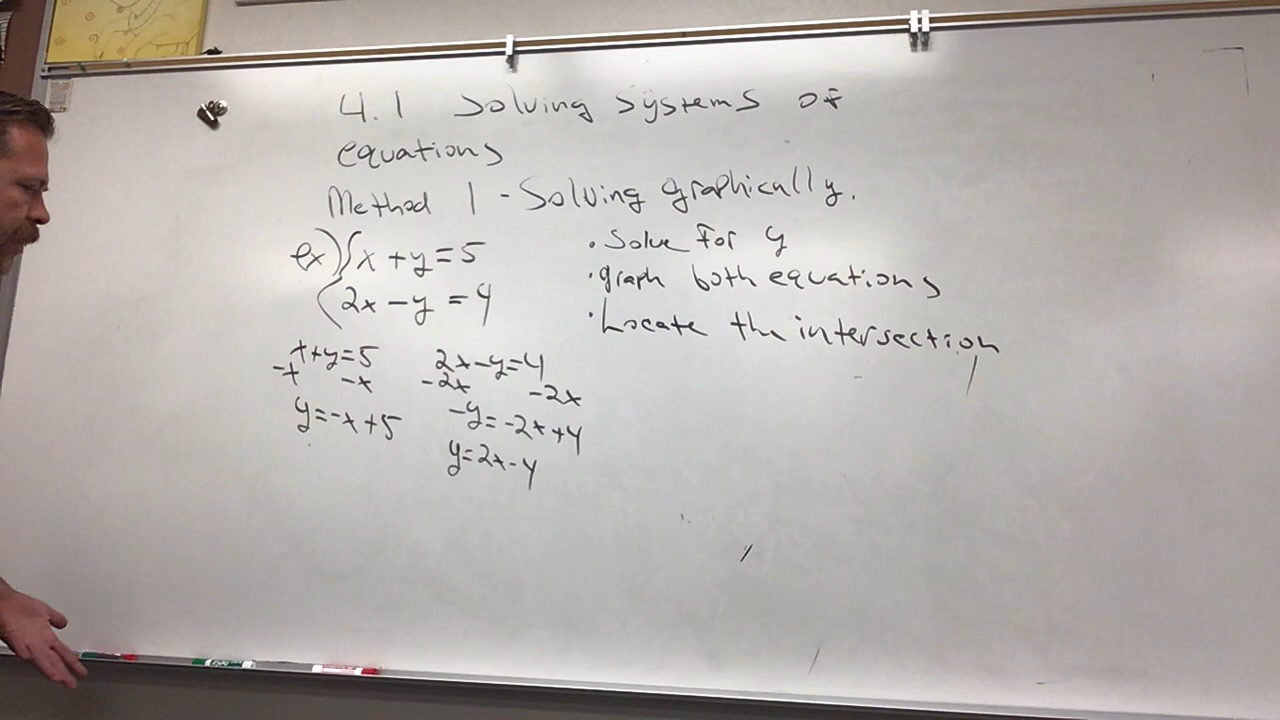 4.1 Solving systems of
equations
Method 1 - Solving graphically.
ex) x + y = 5
2x - y = 4
• Solve for y
• graph both equations
• Locate the intersection
x+y=5
-x -x
y=-x+5
2x-y=4
-2x -2x
-y=-2x+4
y=2x-4